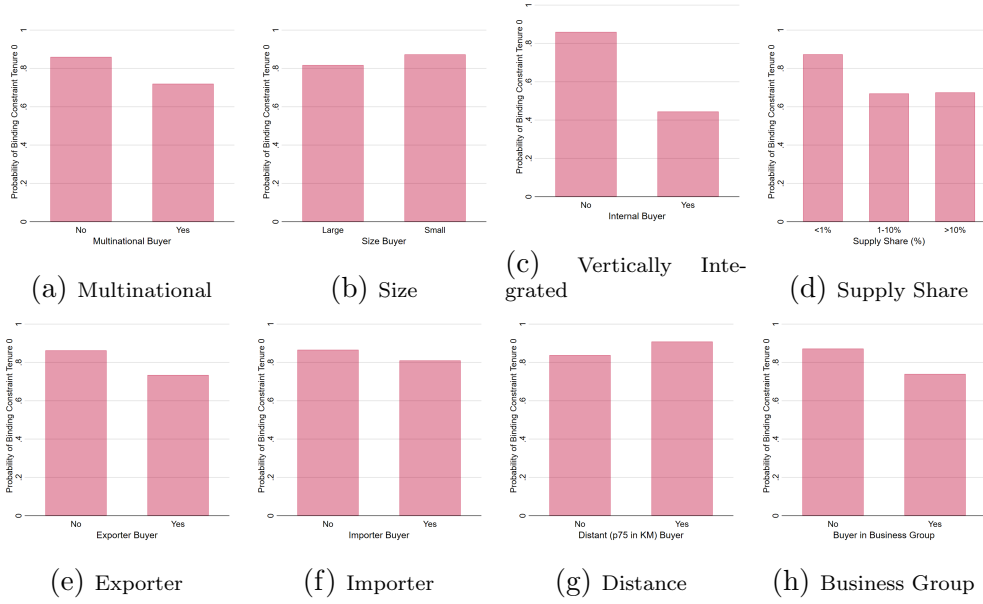 Probability of Binding Constraint Tenure 0
1
.8
.6
.4
.2
0
No Yes
Multinational Buyer
(a) Multinational
Probability of Binding Constraint Tenure 0
1
.8
.6
.4
.2
0
Large Small
Size Buyer
(b) Size
Probability of Binding Constraint Tenure 0
1
.8
.6
.4
.2
0
No Yes
Internal Buyer
(c) Vertically Inte-
grated
Probability of Binding Constraint Tenure 0
1
.8
.6
.4
.2
0
<1% 1-10% >10%
Supply Share (%)
(d) Supply Share
Probability of Binding Constraint Tenure 0
1
.8
.6
.4
.2
0
No Yes
Exporter Buyer
(e) Exporter
Probability of Binding Constraint Tenure 0
1
.8
.6
.4
.2
0
No Yes
Importer Buyer
(f) Importer
Probability of Binding Constraint Tenure 0
1
.8
.6
.4
.2
0
No Yes
Distant (p75 in KM) Buyer
(g) Distance
Probability of Binding Constraint Tenure 0
1
.8
.6
.4
.2
0
No Yes
Buyer in Business Group
(h) Business Group